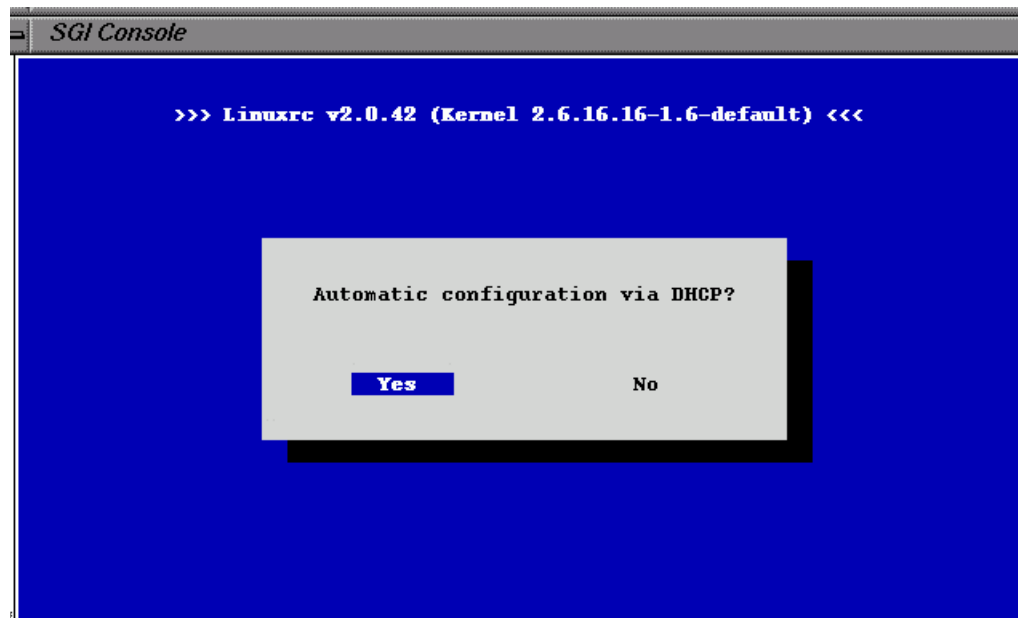 SGI Console
>>> Linuxrc v2.0.42 (Kernel 2.6.16.16-1.6-default) <<<
Automatic configuration via DHCP?
Yes No